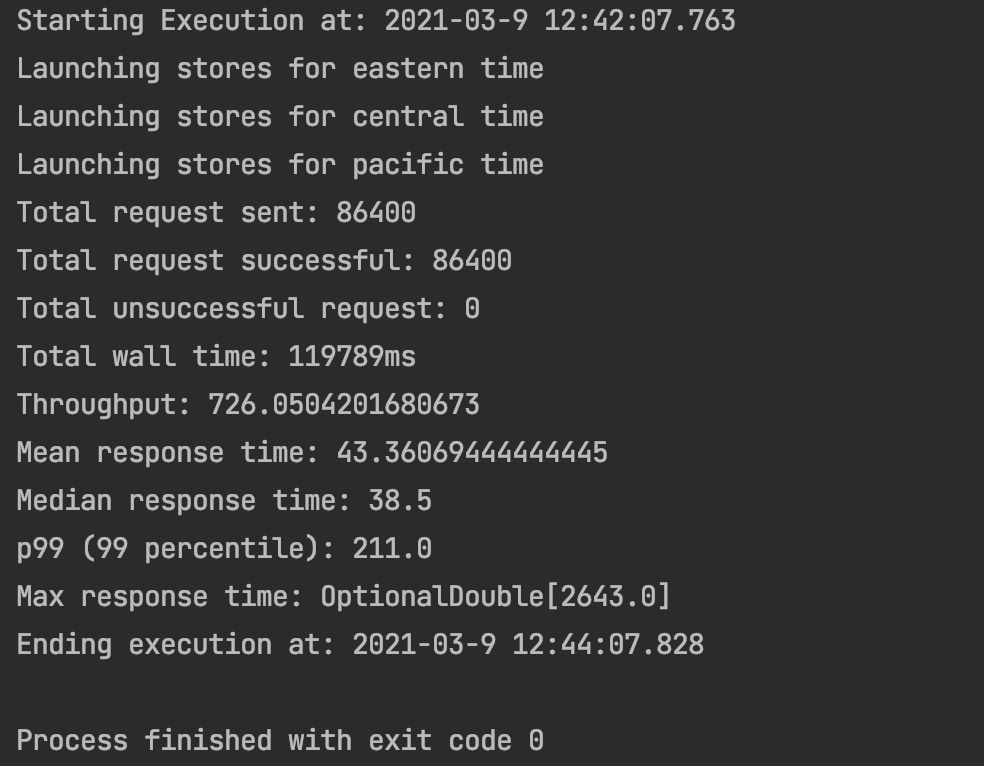 Starting Execution at: 2021-03-9 12:42:07.763
Launching stores for eastern time
Launching stores for central time
Launching stores for pacific time
Total request sent: 86400
Total request successful: 86400
Total unsuccessful request: 0
Total wall time: 119789ms
Throughput: 726.0504201680673
Mean response time: 43.36069444444445
Median response time: 38.5
p99 (99 percentile): 211.0
Max response time: OptionalDouble[2643.0]
Ending execution at: 2021-03-9 12:44:07.828
Process finished with exit code 0